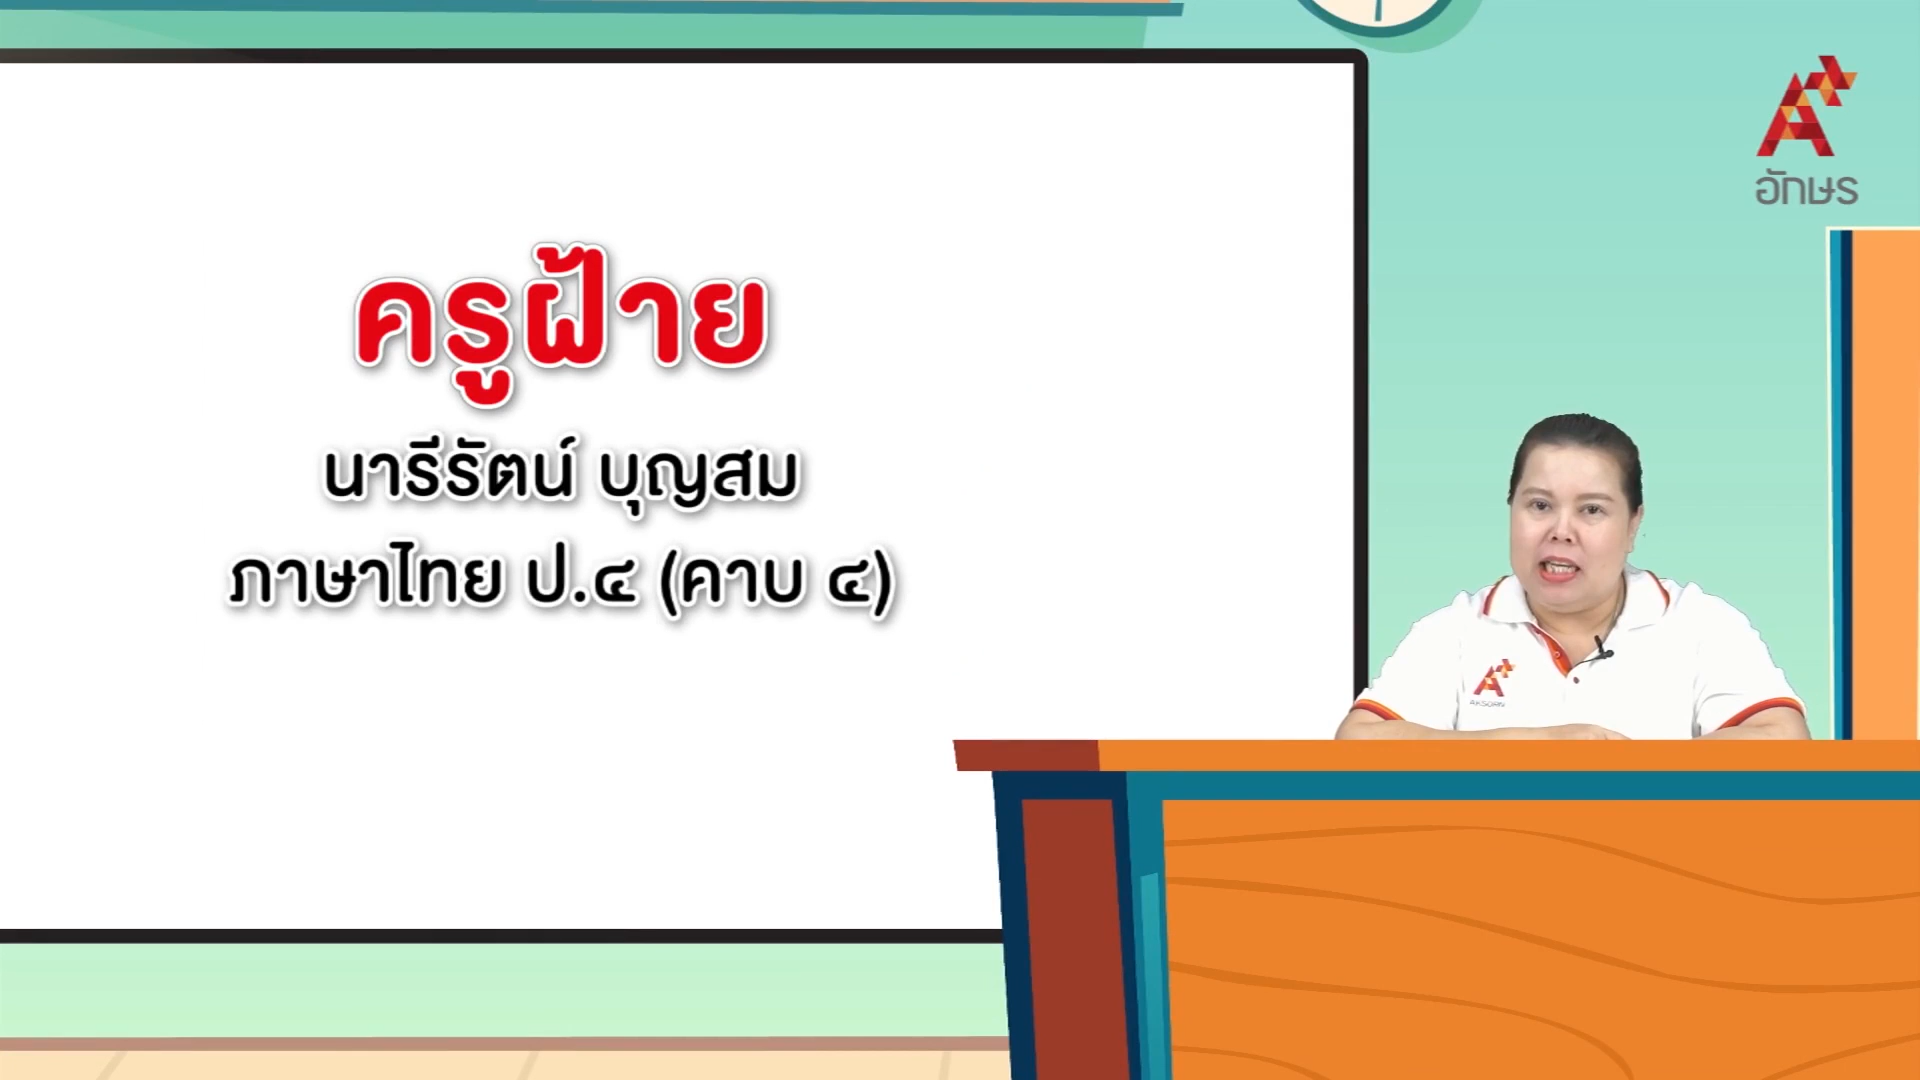 ครูฝ้าย
นารีรัตน์ บุญสม
ภาษาไทย ป.๔ (คาบ ๔)
อักษร
AKSORN